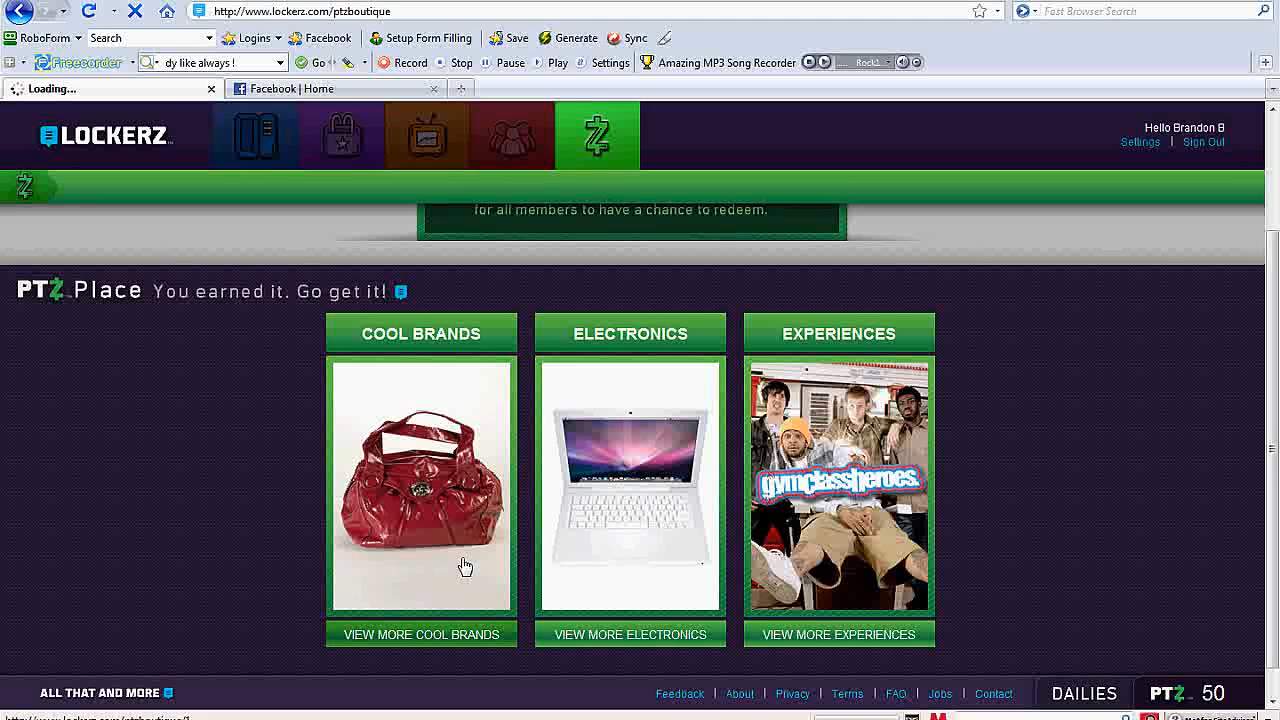 http://www.lockerz.com/ptzboutique
Fast Browser Search
RoboForm Search Logins Facebook Setup Form Filling Save Generate Sync
Freecorder dy like always ! Go Record Stop Pause Play Settings Amazing MP3 Song Recorder Rock1
Loading... Facebook | Home
LOCKERZ
Hello Brandon B
Settings | Sign Out
for all members to have a chance to redeem.
PTZ Place You earned it. Go get it!
COOL BRANDS ELECTRONICS EXPERIENCES
gymclassheroes.
VIEW MORE COOL BRANDS VIEW MORE ELECTRONICS VIEW MORE EXPERIENCES
ALL THAT AND MORE Feedback | About | Privacy | Terms | FAQ | Jobs | Contact DAILIES PTZ 50